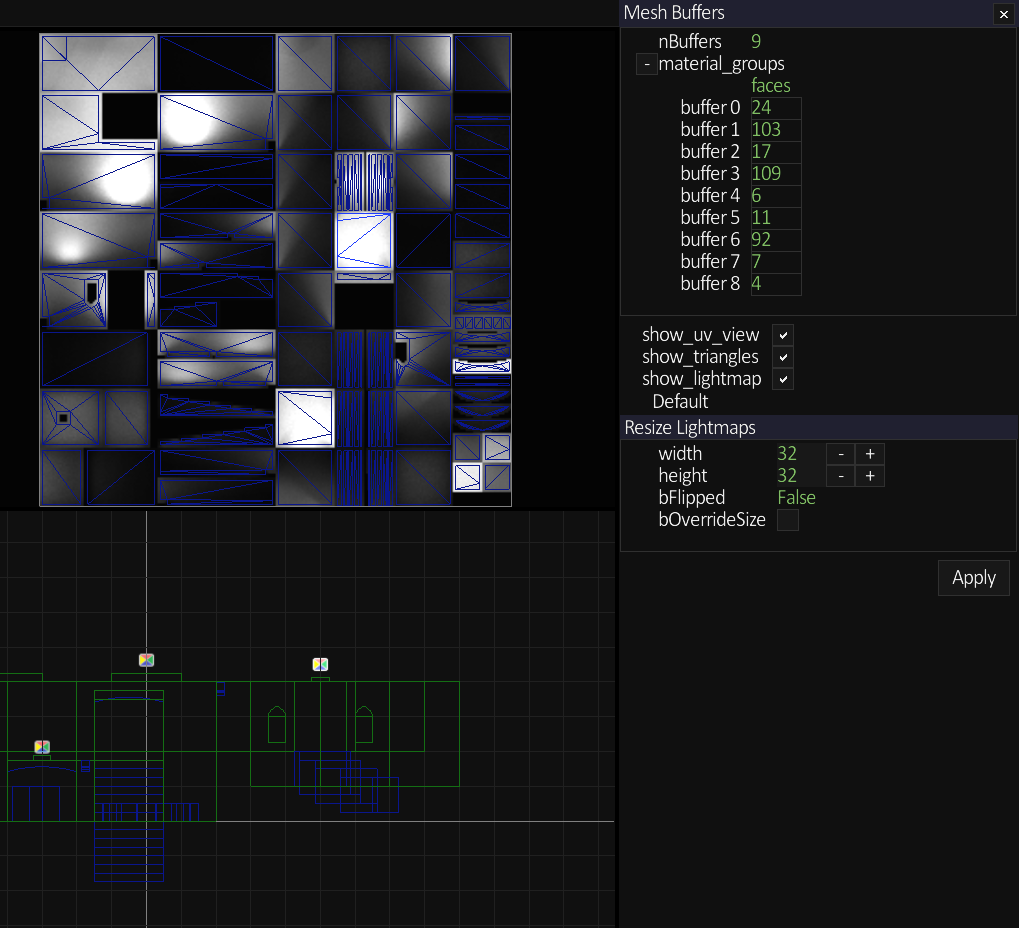 Mesh Buffers
nBuffers 9
- material_groups
faces
buffer 0 24
buffer 1 103
buffer 2 17
buffer 3 109
buffer 4 6
buffer 5 11
buffer 6 92
buffer 7 7
buffer 8 4
show_uv_view
show_triangles
show_lightmap
Default
Resize Lightmaps
width 32 - +
height 32 - +
bFlipped False
bOverrideSize
Apply